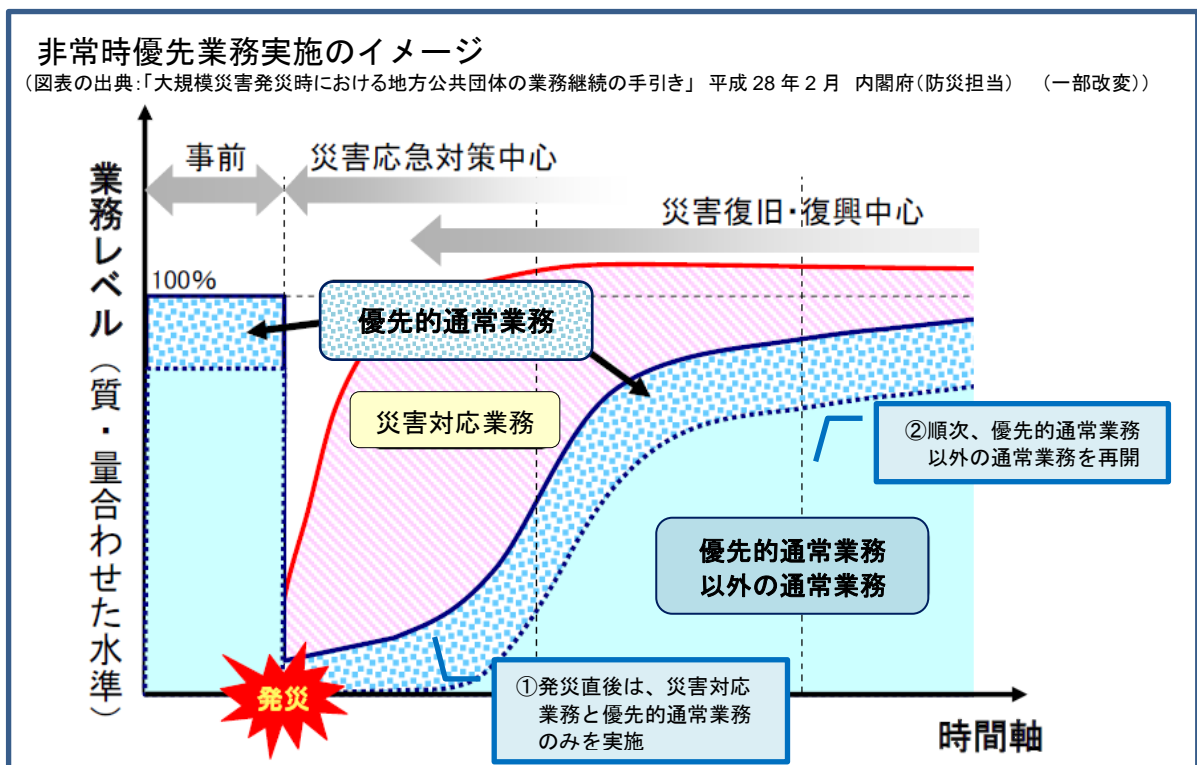 非常時優先業務実施のイメージ
（図表の出典：「大規模災害発災時における地方公共団体の業務継続の手引き」 平成 28 年 2 月 内閣府（防災担当） （一部改変））
事前
災害応急対策中心
災害復旧・復興中心
業務レベル（質・量合わせた水準）
100%
優先的通常業務
災害対応業務
②順次、優先的通常業務
以外の通常業務を再開
優先的通常業務
以外の通常業務
発災
①発災直後は、災害対応
業務と優先的通常業務
のみを実施
時間軸